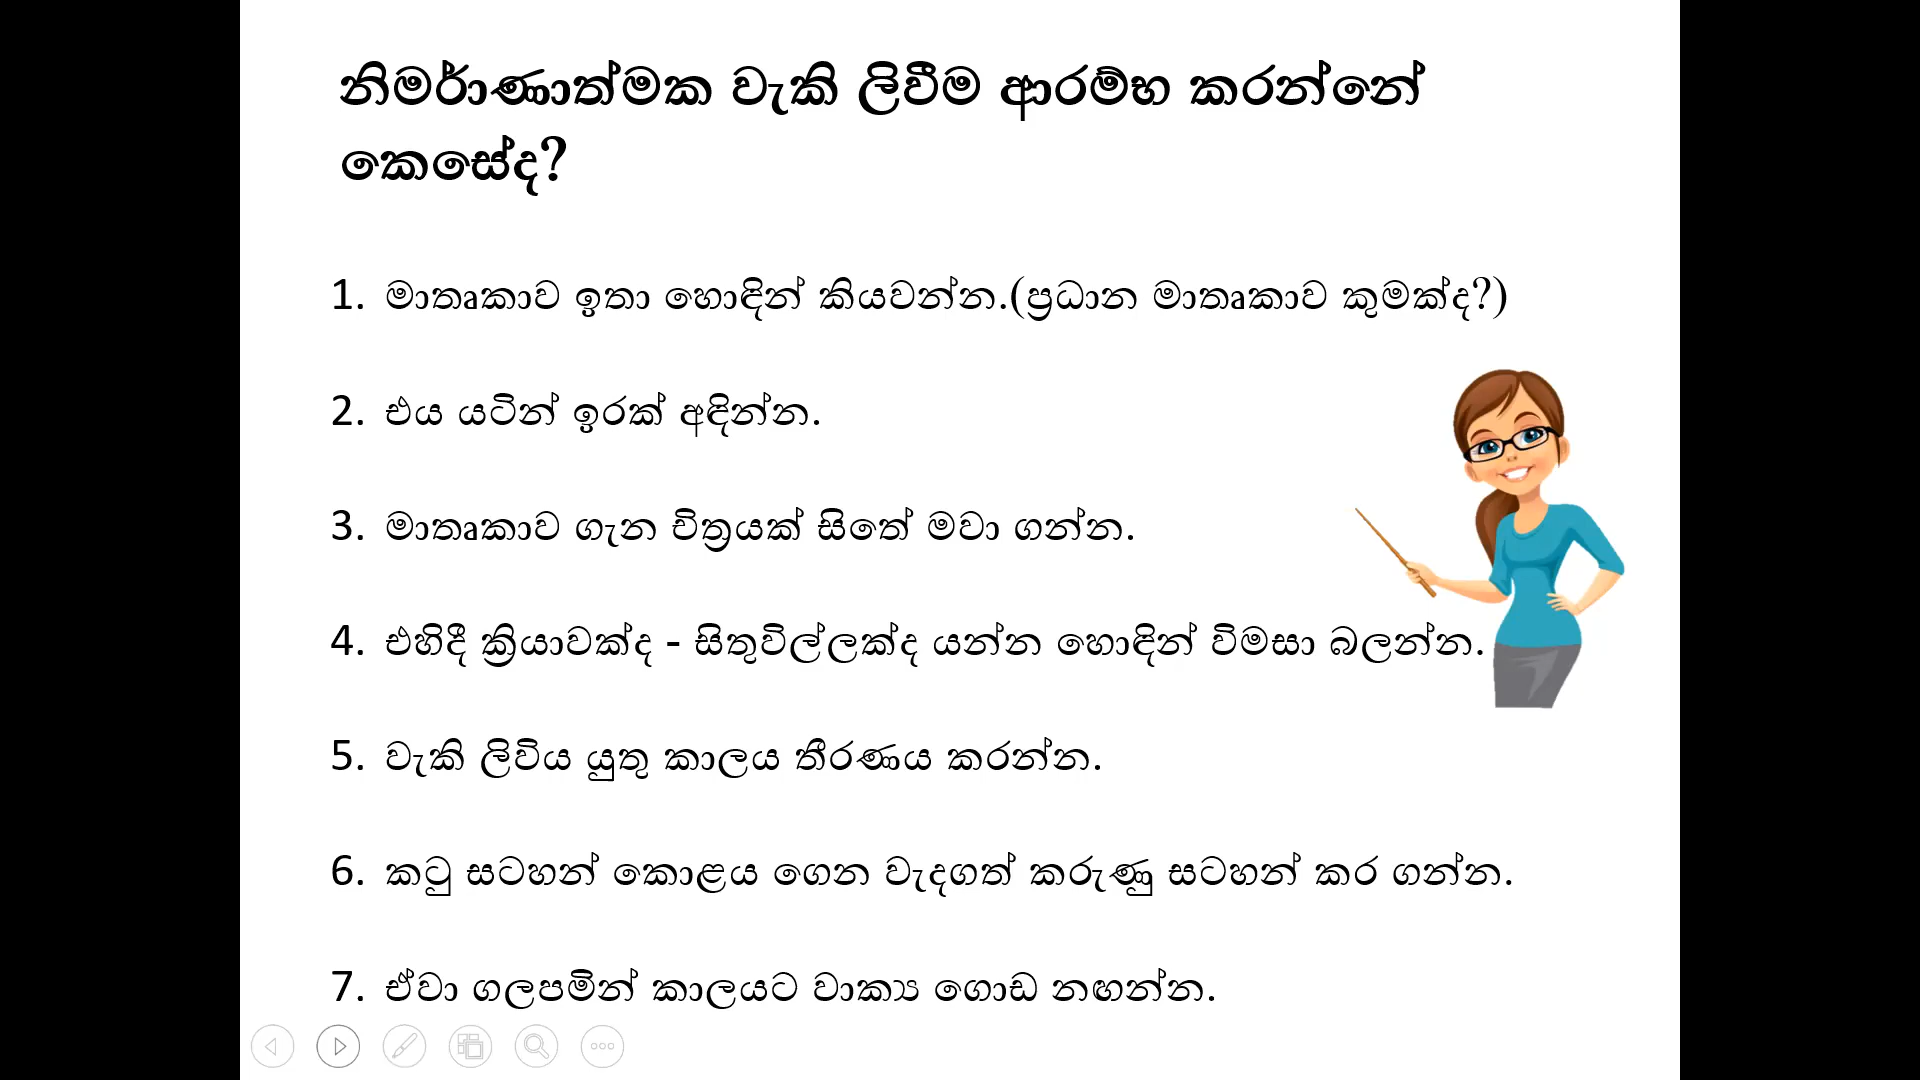 නිමර්ාණාත්මක වැකි ලිවීම ආරම්භ කරන්නේ
කෙසේද?
1. මාතෘකාව ඉතා හොඳින් කියවන්න.(ප්‍රධාන මාතෘකාව කුමක්ද?)
2. එය යටින් ඉරක් අඳින්න.
3. මාතෘකාව ගැන චිත්‍රයක් සිතේ මවා ගන්න.
4. එහිදී ක්‍රියාවක්ද - සිතුවිල්ලක්ද යන්න හොඳින් විමසා බලන්න.
5. වැකි ලිවිය යුතු කාලය තීරණය කරන්න.
6. කටු සටහන් කොළය ගෙන වැදගත් කරුණු සටහන් කර ගන්න.
7. ඒවා ගලපමින් කාලයට වාක්‍ය ගොඩ නඟන්න.